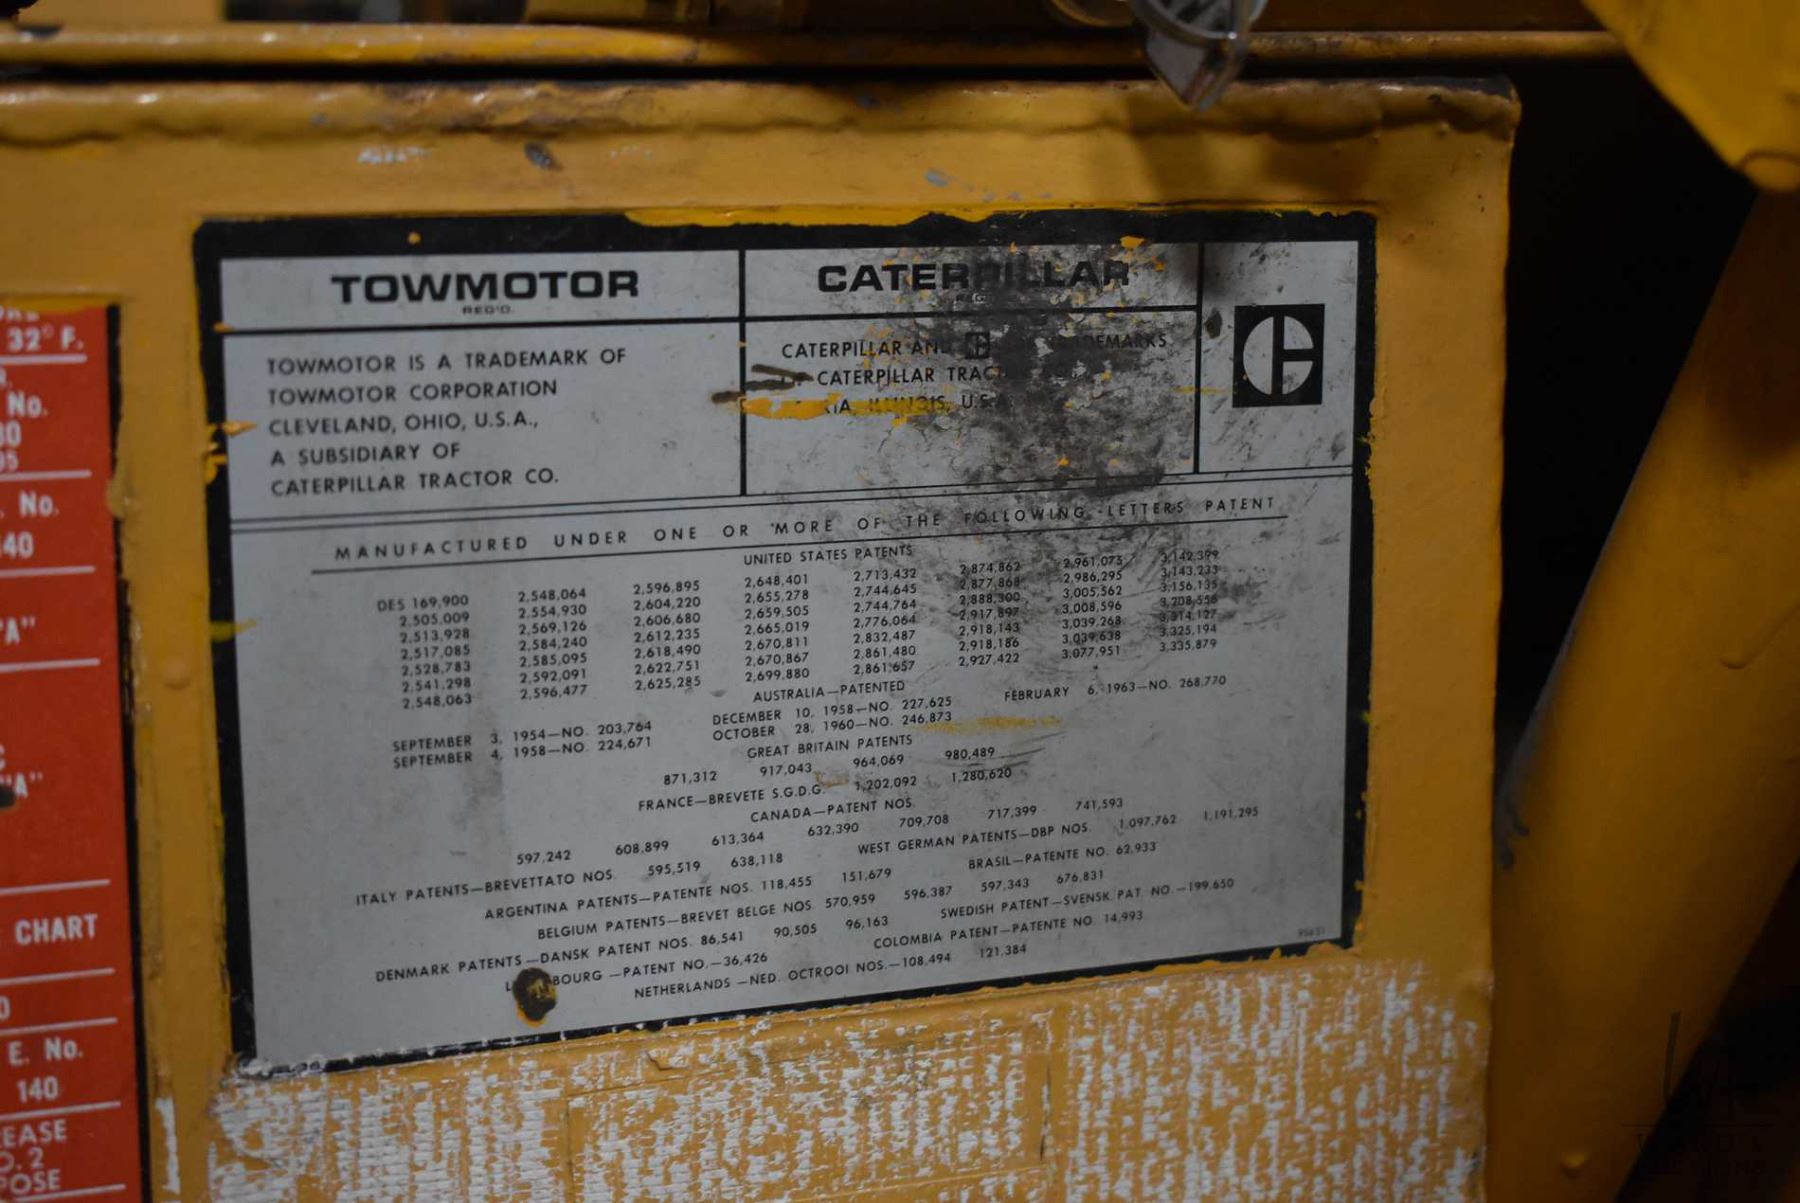 TOWMOTOR
REG'D.
TOWMOTOR IS A TRADEMARK OF
TOWMOTOR CORPORATION
CLEVELAND, OHIO, U.S.A.,
A SUBSIDIARY OF
CATERPILLAR TRACTOR CO.
CATERPILLAR
CATERPILLAR AND
CATERPILLAR
ILLINOIS, U.S.
MANUFACTURED UNDER ONE OR MORE OF THE FOLLOWING LETTERS PATENT
UNITED STATES PATENTS
DES 169,900 2,548,064 2,596,895 2,648,401 2,713,432 2,874,862 2,961,075 3,142,399
2,505,009 2,554,930 2,604,220 2,655,278 2,744,645 2,877,868 2,986,295 3,143,233
2,513,928 2,569,126 2,606,680 2,659,505 2,744,764 2,888,300 3,005,562 3,156,135
2,517,085 2,584,240 2,612,235 2,665,019 2,776,064 2,917,897 3,008,596 3,208,556
2,528,783 2,585,095 2,618,490 2,670,811 2,832,487 2,918,143 3,039,268 3,314,127
2,541,298 2,592,091 2,622,751 2,670,867 2,861,480 2,918,186 3,039,638 3,325,194
2,548,063 2,596,477 2,625,285 2,699,880 2,861,657 2,927,422 3,077,951 3,335,879
AUSTRALIA—PATENTED
SEPTEMBER 3, 1954—NO. 203,764 DECEMBER 10, 1958—NO. 227,625 FEBRUARY 6, 1963—NO. 268,770
SEPTEMBER 4, 1958—NO. 224,671 OCTOBER 28, 1960—NO. 246,873
GREAT BRITAIN PATENTS
871,312 917,043 964,069 980,489
FRANCE—BREVETE S.G.D.G. 1,202,092 1,280,620
CANADA—PATENT NOS.
597,242 608,899 613,364 632,390 709,708 717,399 741,593
ITALY PATENTS—BREVETTATO NOS. 595,519 638,118 WEST GERMAN PATENTS—DBP NOS. 1,097,762 1,191,295
ARGENTINA PATENTS—PATENTE NOS. 118,455 151,679 BRASIL—PATENTE NO. 62,933
BELGIUM PATENTS—BREVET BELGE NOS 570,959 596,387 597,343 676,831
DENMARK PATENTS—DANSK PATENT NOS. 86,541 90,505 96,163 SWEDISH PATENT—SVENSK PAT. NO.—199,650
BOURG —PATENT NO.—36,426 COLOMBIA PATENT—PATENTE NO 14,993
NETHERLANDS —NED. OCTROOI NOS.—108,494 121,384
32° F.
No.
No.
"A"
"A"
CHART
E. No.
140